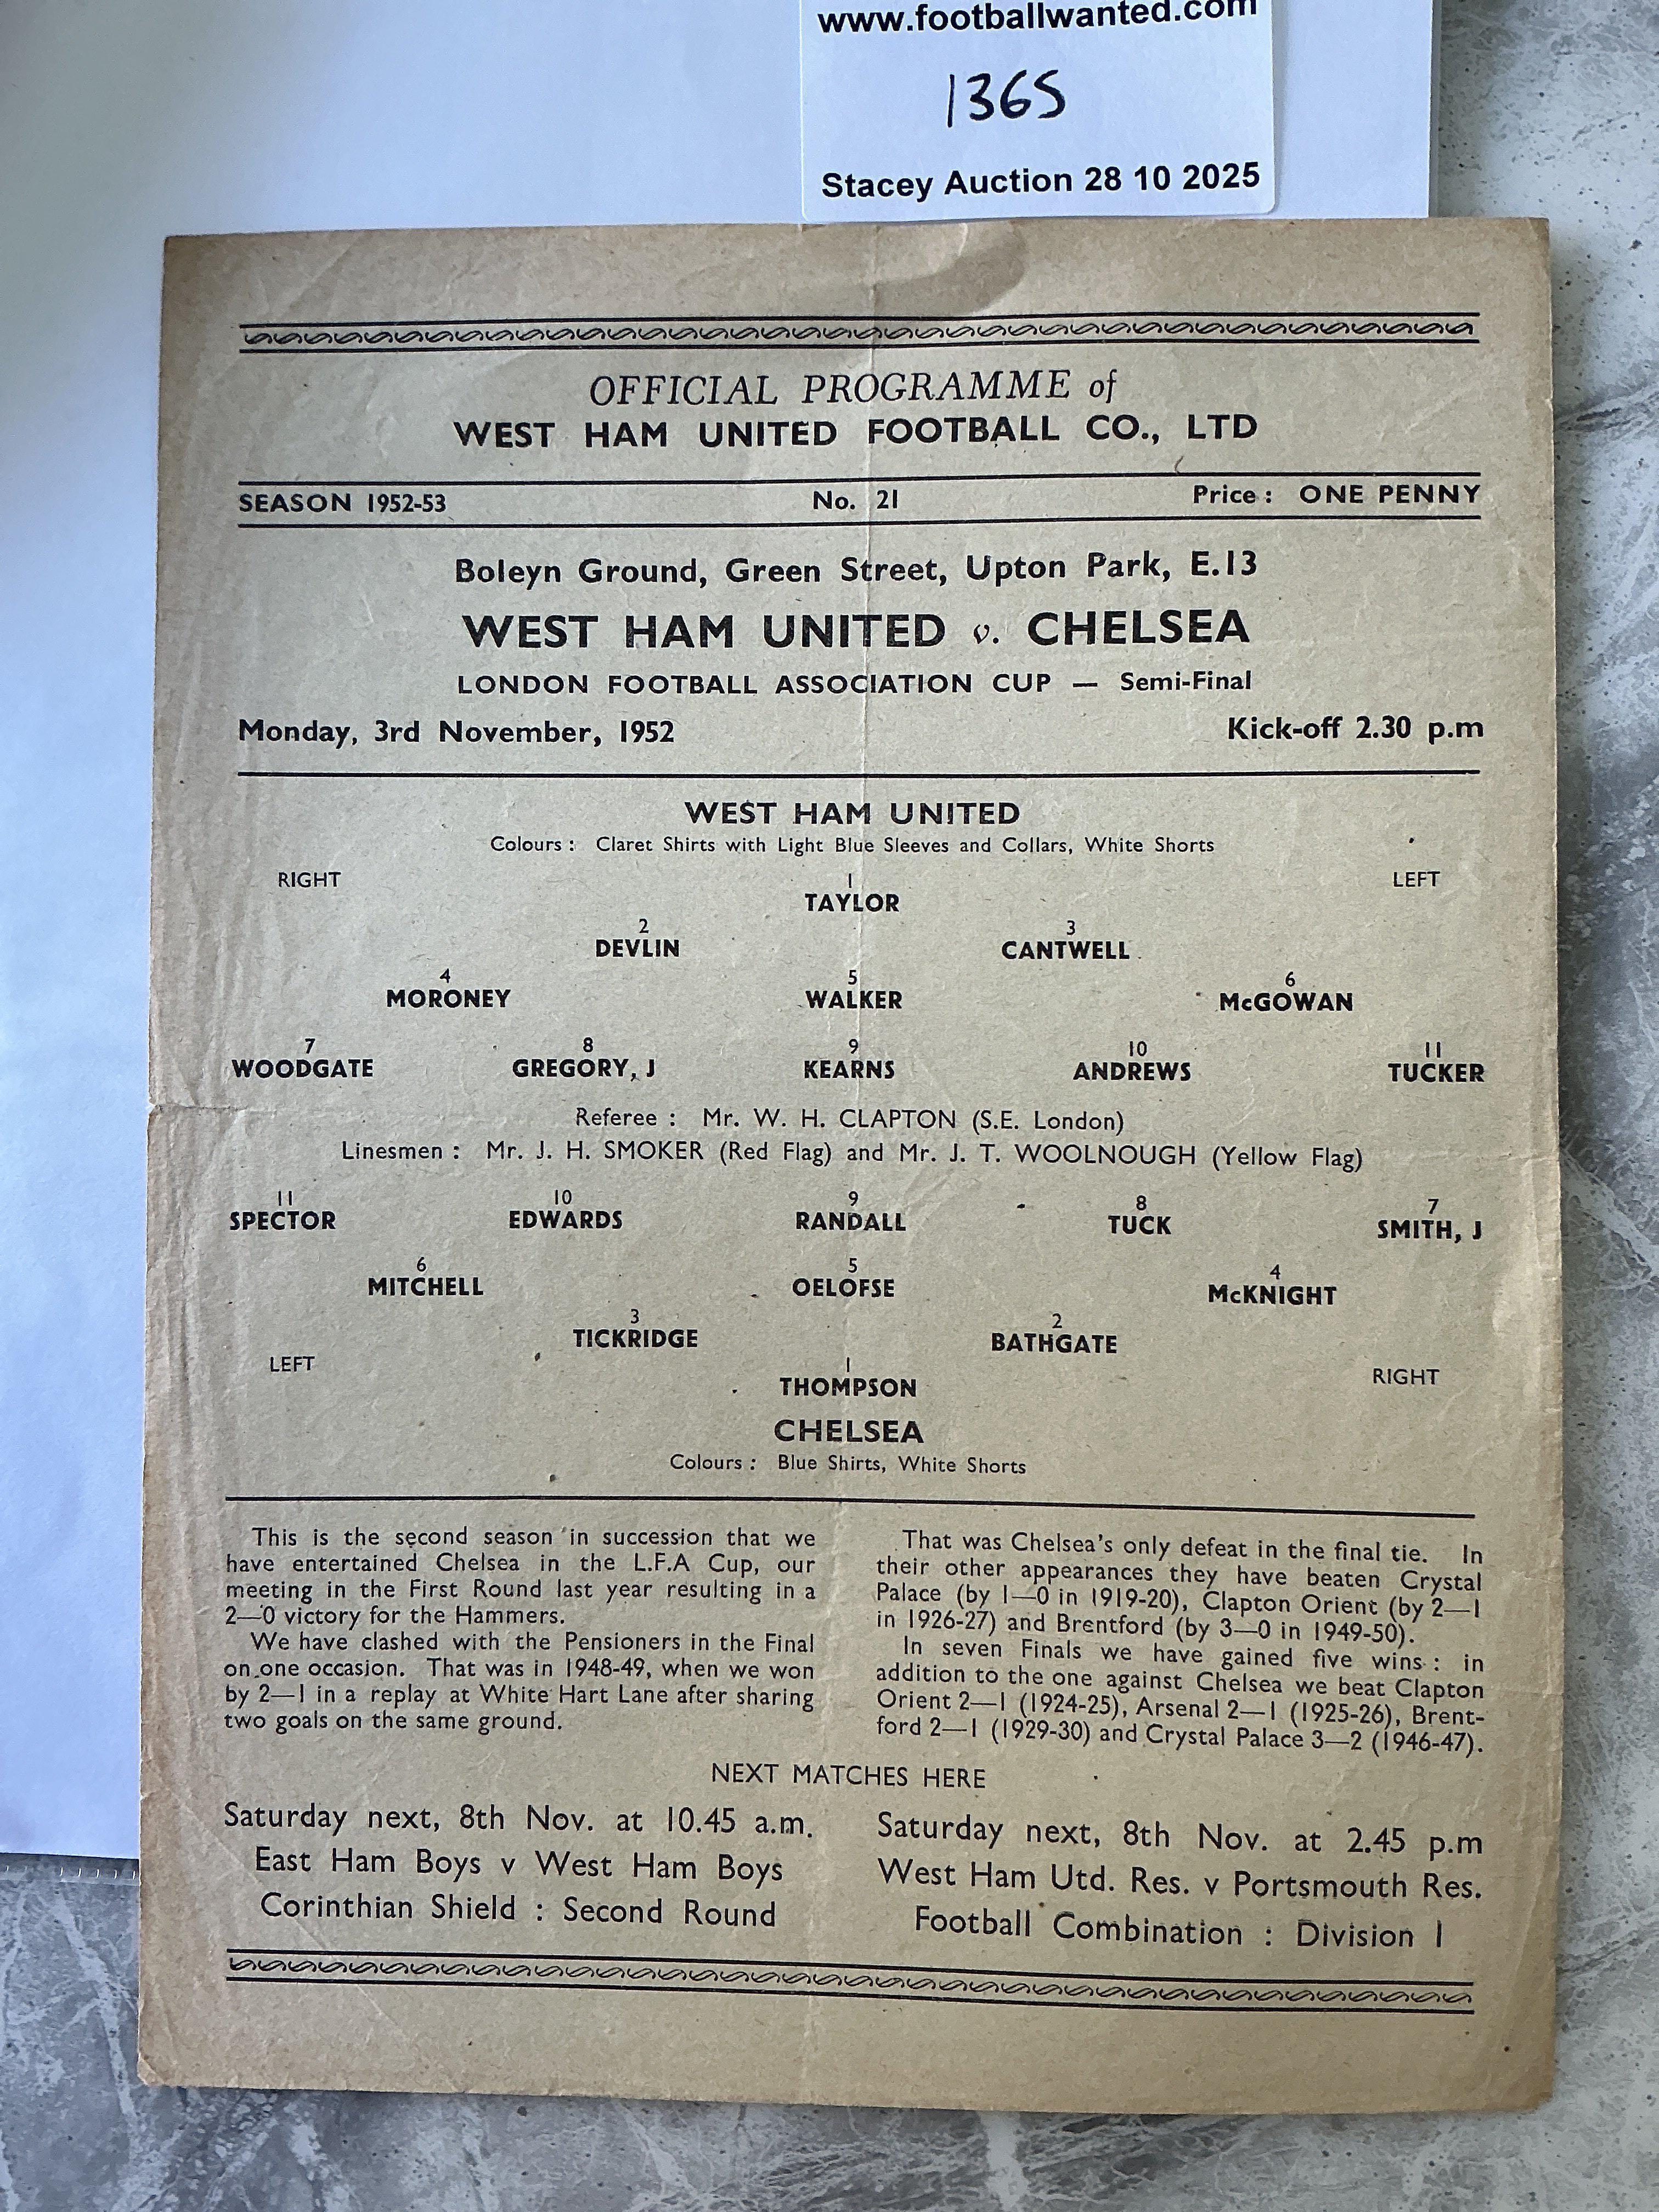 www.footballwanted.com
1365
Stacey Auction 28 10 2025
OFFICIAL PROGRAMME of
WEST HAM UNITED FOOTBALL CO., LTD
SEASON 1952-53 No. 21 Price : ONE PENNY
Boleyn Ground, Green Street, Upton Park, E.13
WEST HAM UNITED v. CHELSEA
LONDON FOOTBALL ASSOCIATION CUP — Semi-Final
Monday, 3rd November, 1952 Kick-off 2.30 p.m
WEST HAM UNITED
Colours : Claret Shirts with Light Blue Sleeves and Collars, White Shorts
RIGHT 1 LEFT
TAYLOR
2 3
DEVLIN CANTWELL
4 5 6
MORONEY WALKER McGOWAN
7 8 9 10 11
WOODGATE GREGORY, J KEARNS ANDREWS TUCKER
Referee : Mr. W. H. CLAPTON (S.E. London)
Linesmen : Mr. J. H. SMOKER (Red Flag) and Mr. J. T. WOOLNOUGH (Yellow Flag)
11 10 9 8 7
SPECTOR EDWARDS RANDALL TUCK SMITH, J
6 5 4
MITCHELL OELOFSE McKNIGHT
3 2
TICKRIDGE BATHGATE
LEFT 1 RIGHT
THOMPSON
CHELSEA
Colours : Blue Shirts, White Shorts
This is the second season in succession that we
have entertained Chelsea in the L.F.A Cup, our
meeting in the First Round last year resulting in a
2—0 victory for the Hammers.
We have clashed with the Pensioners in the Final
on one occasion. That was in 1948-49, when we won
by 2—1 in a replay at White Hart Lane after sharing
two goals on the same ground.
That was Chelsea's only defeat in the final tie. In
their other appearances they have beaten Crystal
Palace (by 1—0 in 1919-20), Clapton Orient (by 2—1
in 1926-27) and Brentford (by 3—0 in 1949-50).
In seven Finals we have gained five wins : in
addition to the one against Chelsea we beat Clapton
Orient 2—1 (1924-25), Arsenal 2—1 (1925-26), Brent-
ford 2—1 (1929-30) and Crystal Palace 3—2 (1946-47).
NEXT MATCHES HERE
Saturday next, 8th Nov. at 10.45 a.m.
East Ham Boys v West Ham Boys
Corinthian Shield : Second Round
Saturday next, 8th Nov. at 2.45 p.m
West Ham Utd. Res. v Portsmouth Res.
Football Combination : Division 1